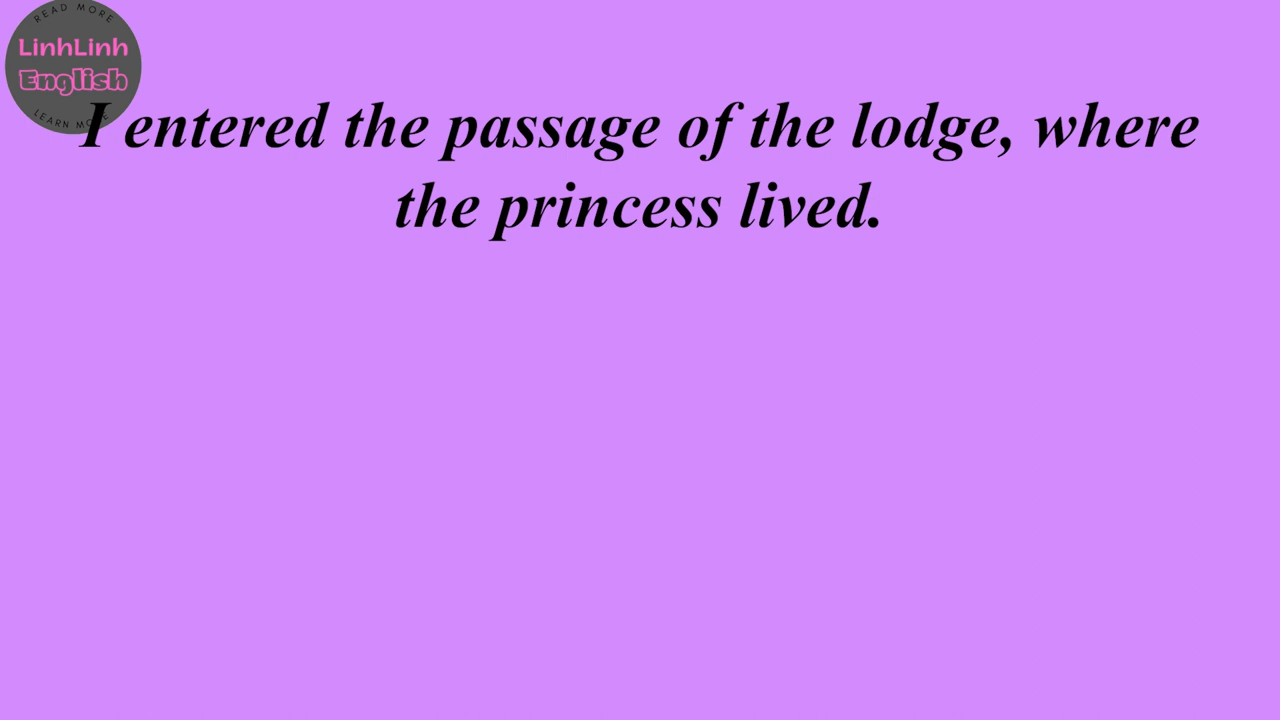 READ MORE
LinhLinh
English
LEARN MORE
I entered the passage of the lodge, where
the princess lived.